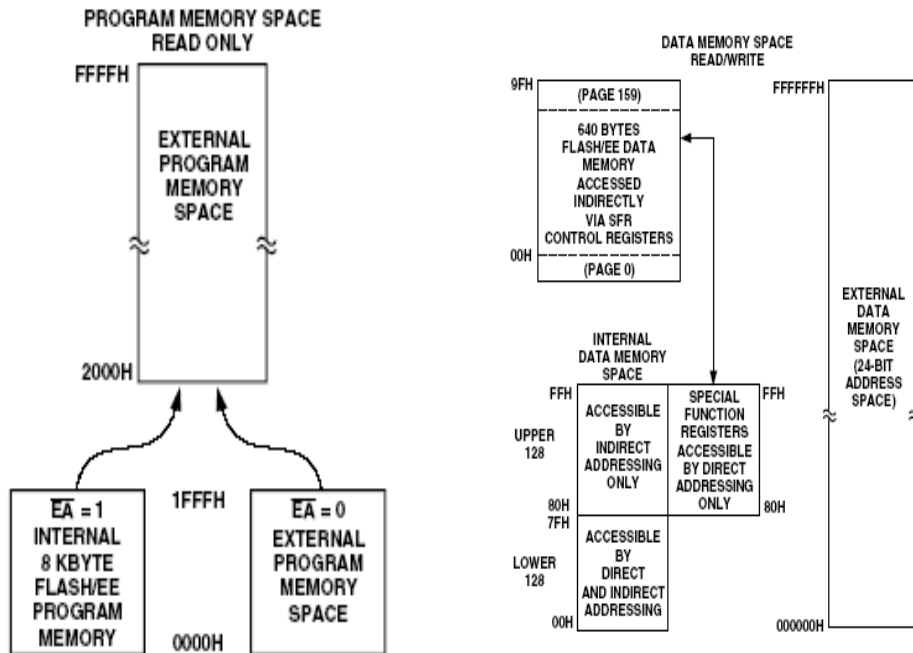 PROGRAM MEMORY SPACE
READ ONLY
FFFFH
EXTERNAL
PROGRAM
MEMORY
SPACE
2000H
1FFFH
0000H
EA = 1
INTERNAL
8 KBYTE
FLASH/EE
PROGRAM
MEMORY
EA = 0
EXTERNAL
PROGRAM
MEMORY
SPACE
DATA MEMORY SPACE
READ/WRITE
9FH
(PAGE 159)
640 BYTES
FLASH/EE DATA
MEMORY
ACCESSED
INDIRECTLY
VIA SFR
CONTROL REGISTERS
00H
(PAGE 0)
INTERNAL
DATA MEMORY
SPACE
FFH
UPPER
128
ACCESSIBLE
BY
INDIRECT
ADDRESSING
ONLY
80H
SPECIAL
FUNCTION
REGISTERS
ACCESSIBLE
BY DIRECT
ADDRESSING
ONLY
FFH
80H
7FH
LOWER
128
ACCESSIBLE
BY
DIRECT
AND INDIRECT
ADDRESSING
00H
FFFFFFH
EXTERNAL
DATA
MEMORY
SPACE
(24-BIT
ADDRESS
SPACE)
000000H